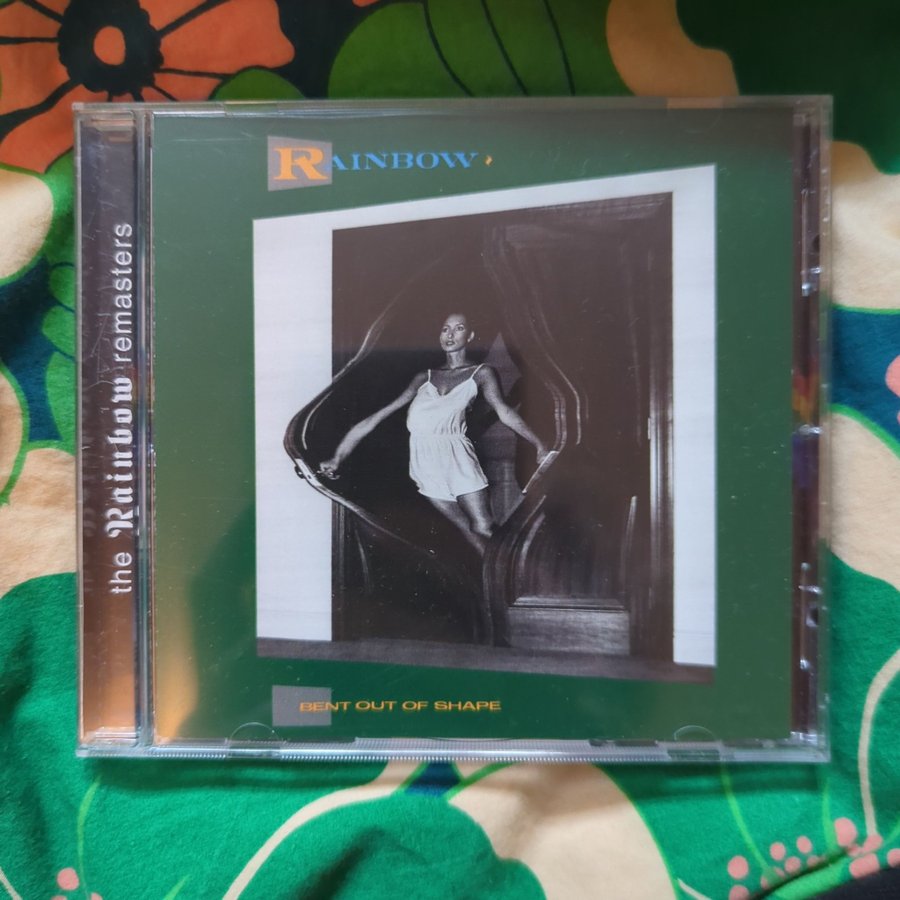 the Rainbow remasters
RAINBOW
BENT OUT OF SHAPE